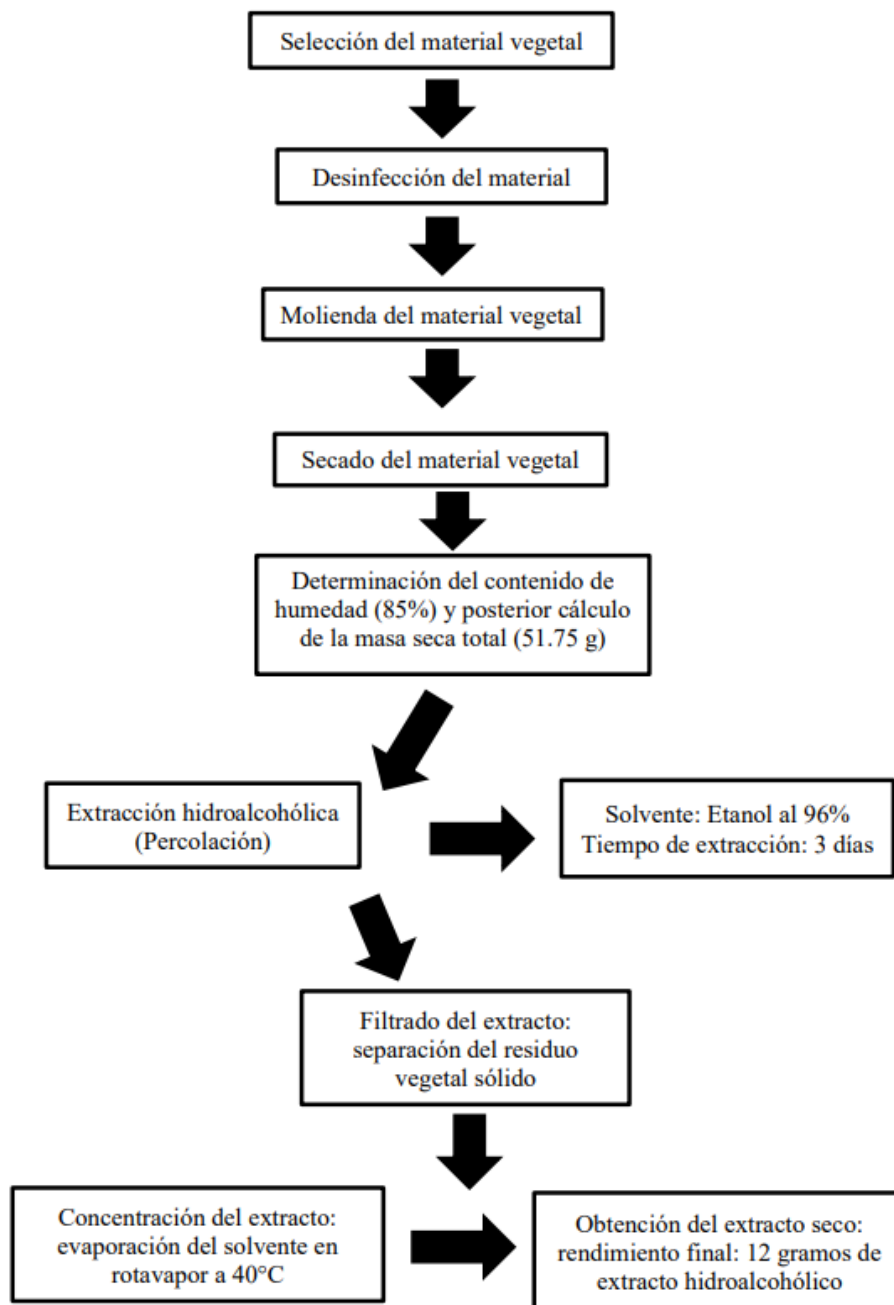 Selección del material vegetal
Desinfección del material
Molienda del material vegetal
Secado del material vegetal
Determinación del contenido de
humedad (85%) y posterior cálculo
de la masa seca total (51.75 g)
Extracción hidroalcohólica
(Percolación)
Solvente: Etanol al 96%
Tiempo de extracción: 3 días
Filtrado del extracto:
separación del residuo
vegetal sólido
Concentración del extracto:
evaporación del solvente en
rotavapor a 40°C
Obtención del extracto seco:
rendimiento final: 12 gramos de
extracto hidroalcohólico